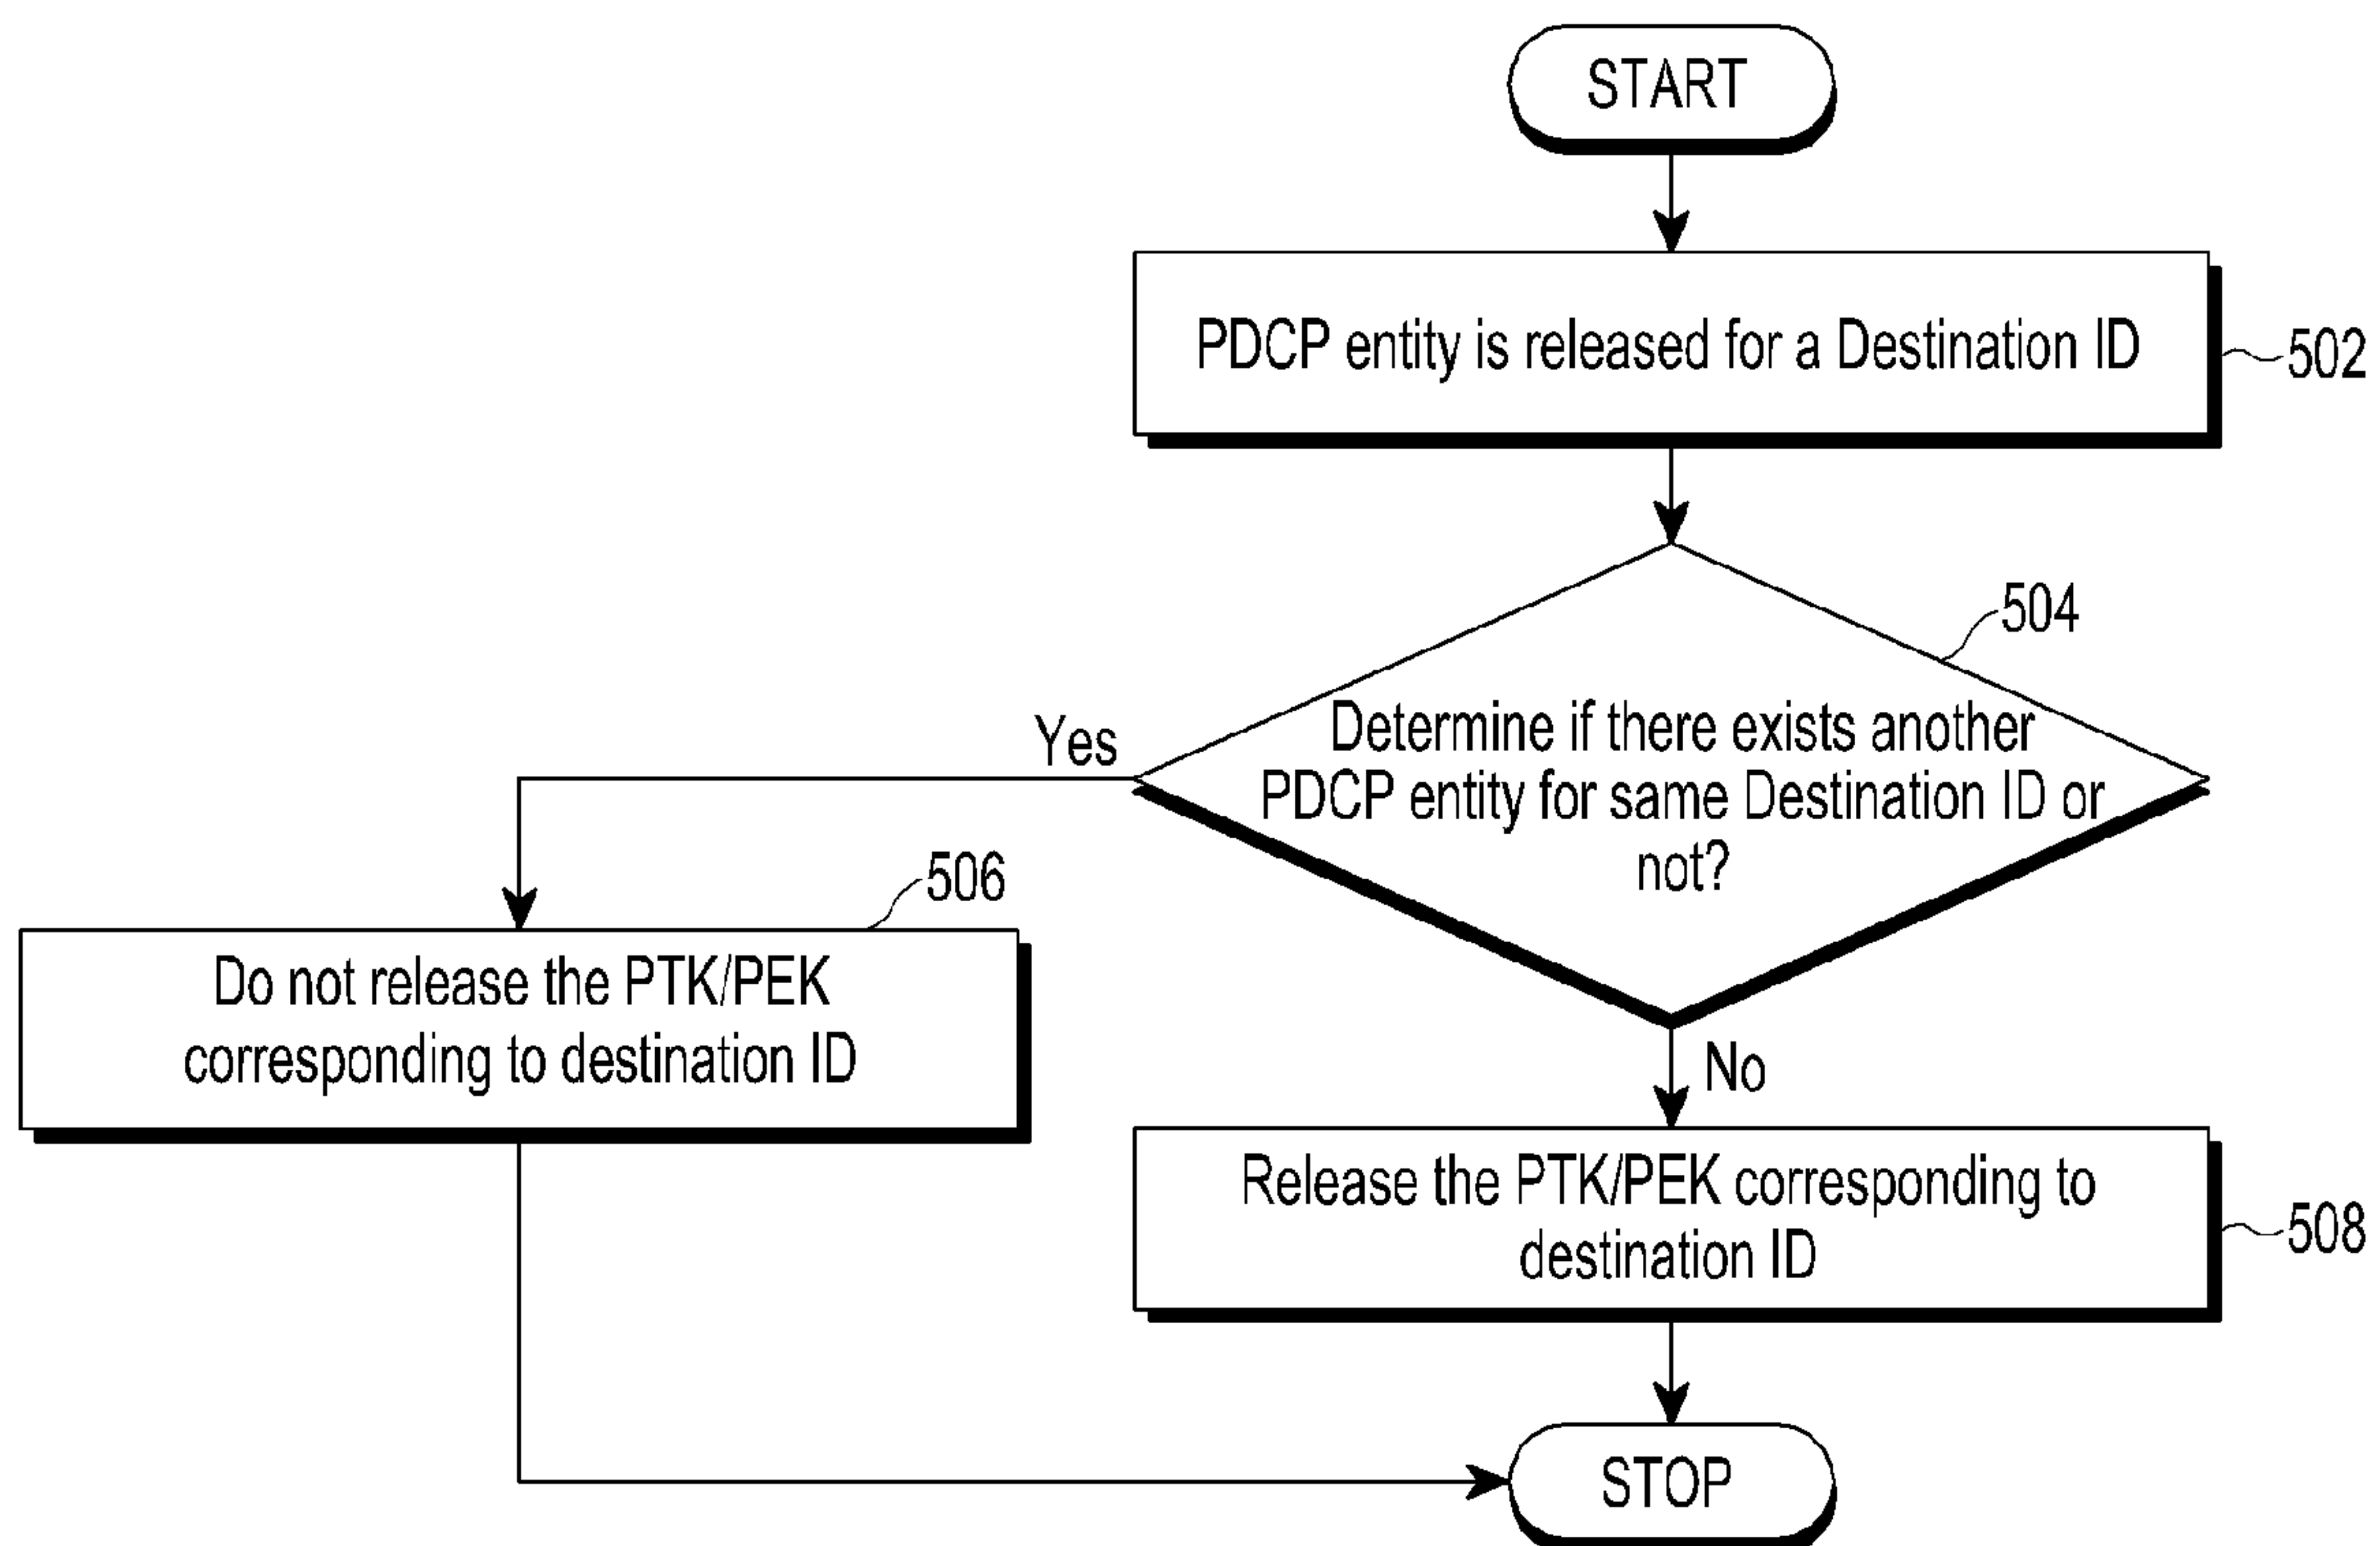 START
PDCP entity is released for a Destination ID
502
504
Determine if there exists another
PDCP entity for same Destination ID or
not?
Yes
506
Do not release the PTK/PEK
corresponding to destination ID
No
Release the PTK/PEK corresponding to
destination ID
508
STOP